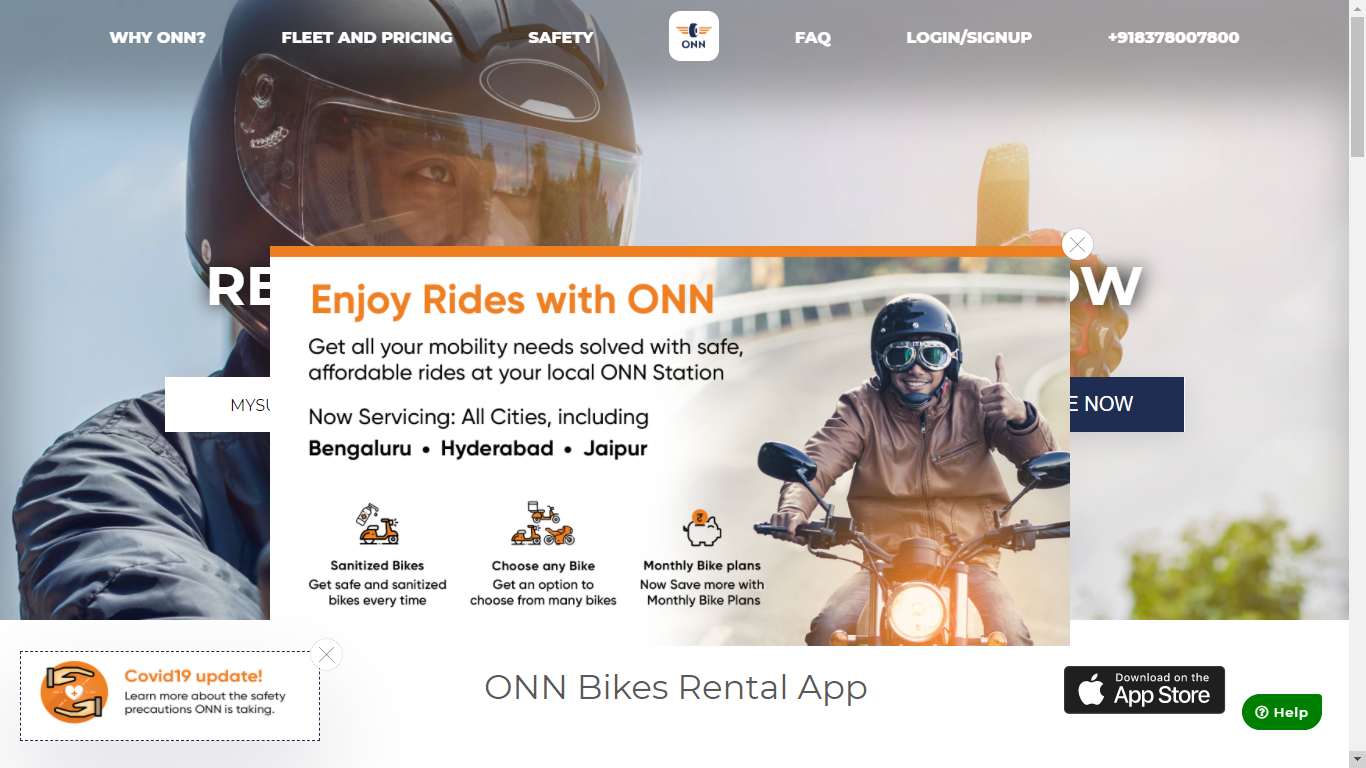 WHY ONN?
FLEET AND PRICING
SAFETY
ONN
FAQ
LOGIN/SIGNUP
+918378007800
Enjoy Rides with ONN
Get all your mobility needs solved with safe,
affordable rides at your local ONN Station
Now Servicing: All Cities, including
Bengaluru • Hyderabad • Jaipur
Sanitized Bikes
Get safe and sanitized
bikes every time
Choose any Bike
Get an option to
choose from many bikes
Monthly Bike plans
Now Save more with
Monthly Bike Plans
NOW
Covid19 update!
Learn more about the safety
precautions ONN is taking.
ONN Bikes Rental App
Download on the
App Store
Help